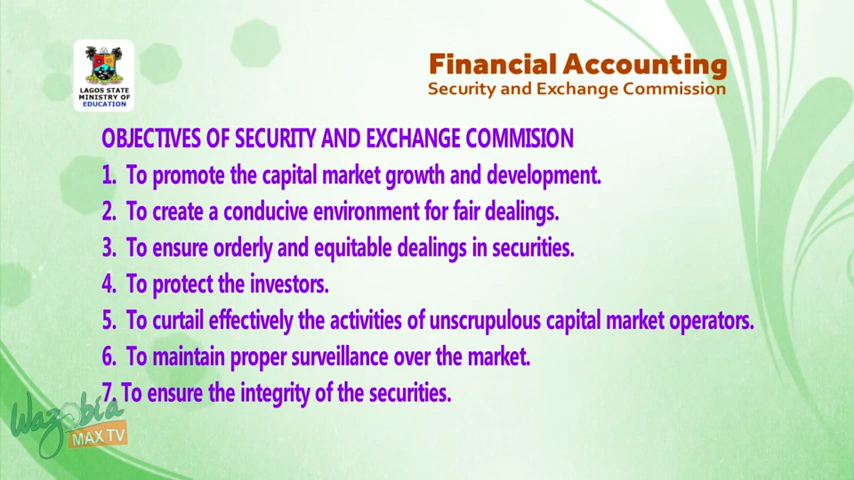 LAGOS STATE
MINISTRY OF
EDUCATION
Financial Accounting
Security and Exchange Commission
OBJECTIVES OF SECURITY AND EXCHANGE COMMISION
1. To promote the capital market growth and development.
2. To create a conducive environment for fair dealings.
3. To ensure orderly and equitable dealings in securities.
4. To protect the investors.
5. To curtail effectively the activities of unscrupulous capital market operators.
6. To maintain proper surveillance over the market.
7. To ensure the integrity of the securities.
Wazobia
MAX TV